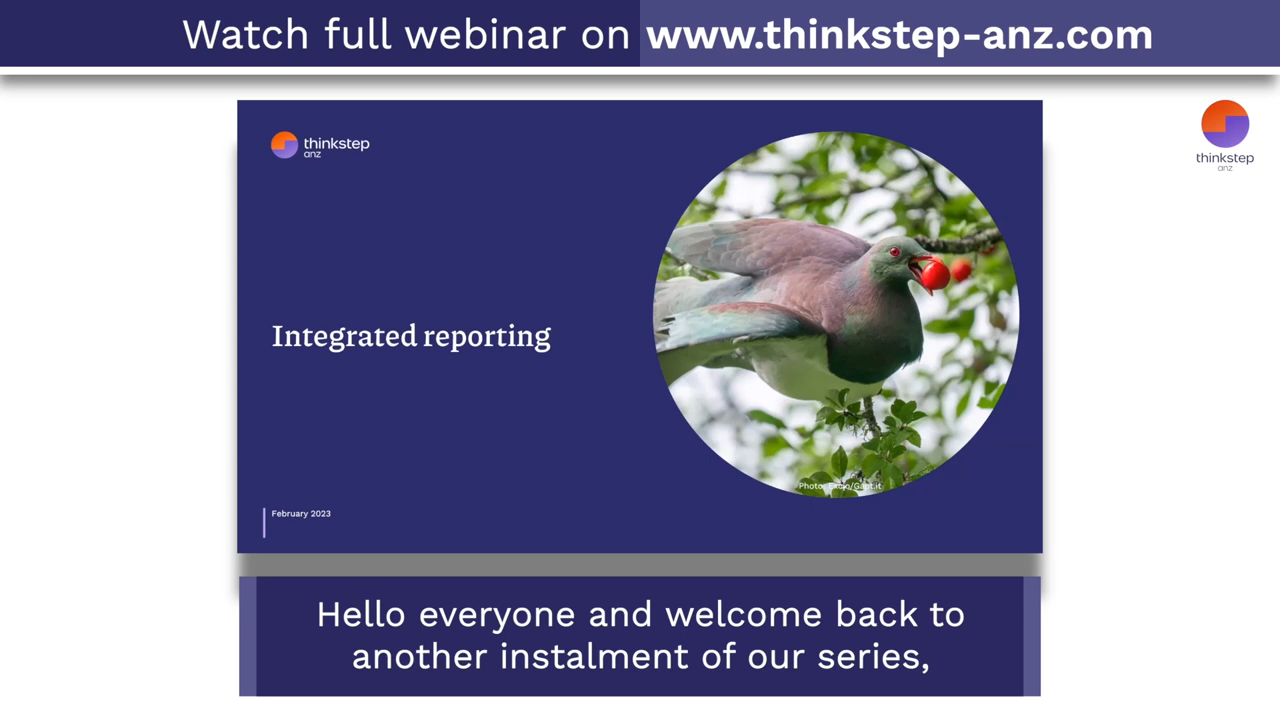 Watch full webinar on www.thinkstep-anz.com
thinkstep
anz
thinkstep
anz
Integrated reporting
February 2023
Hello everyone and welcome back to
another instalment of our series,